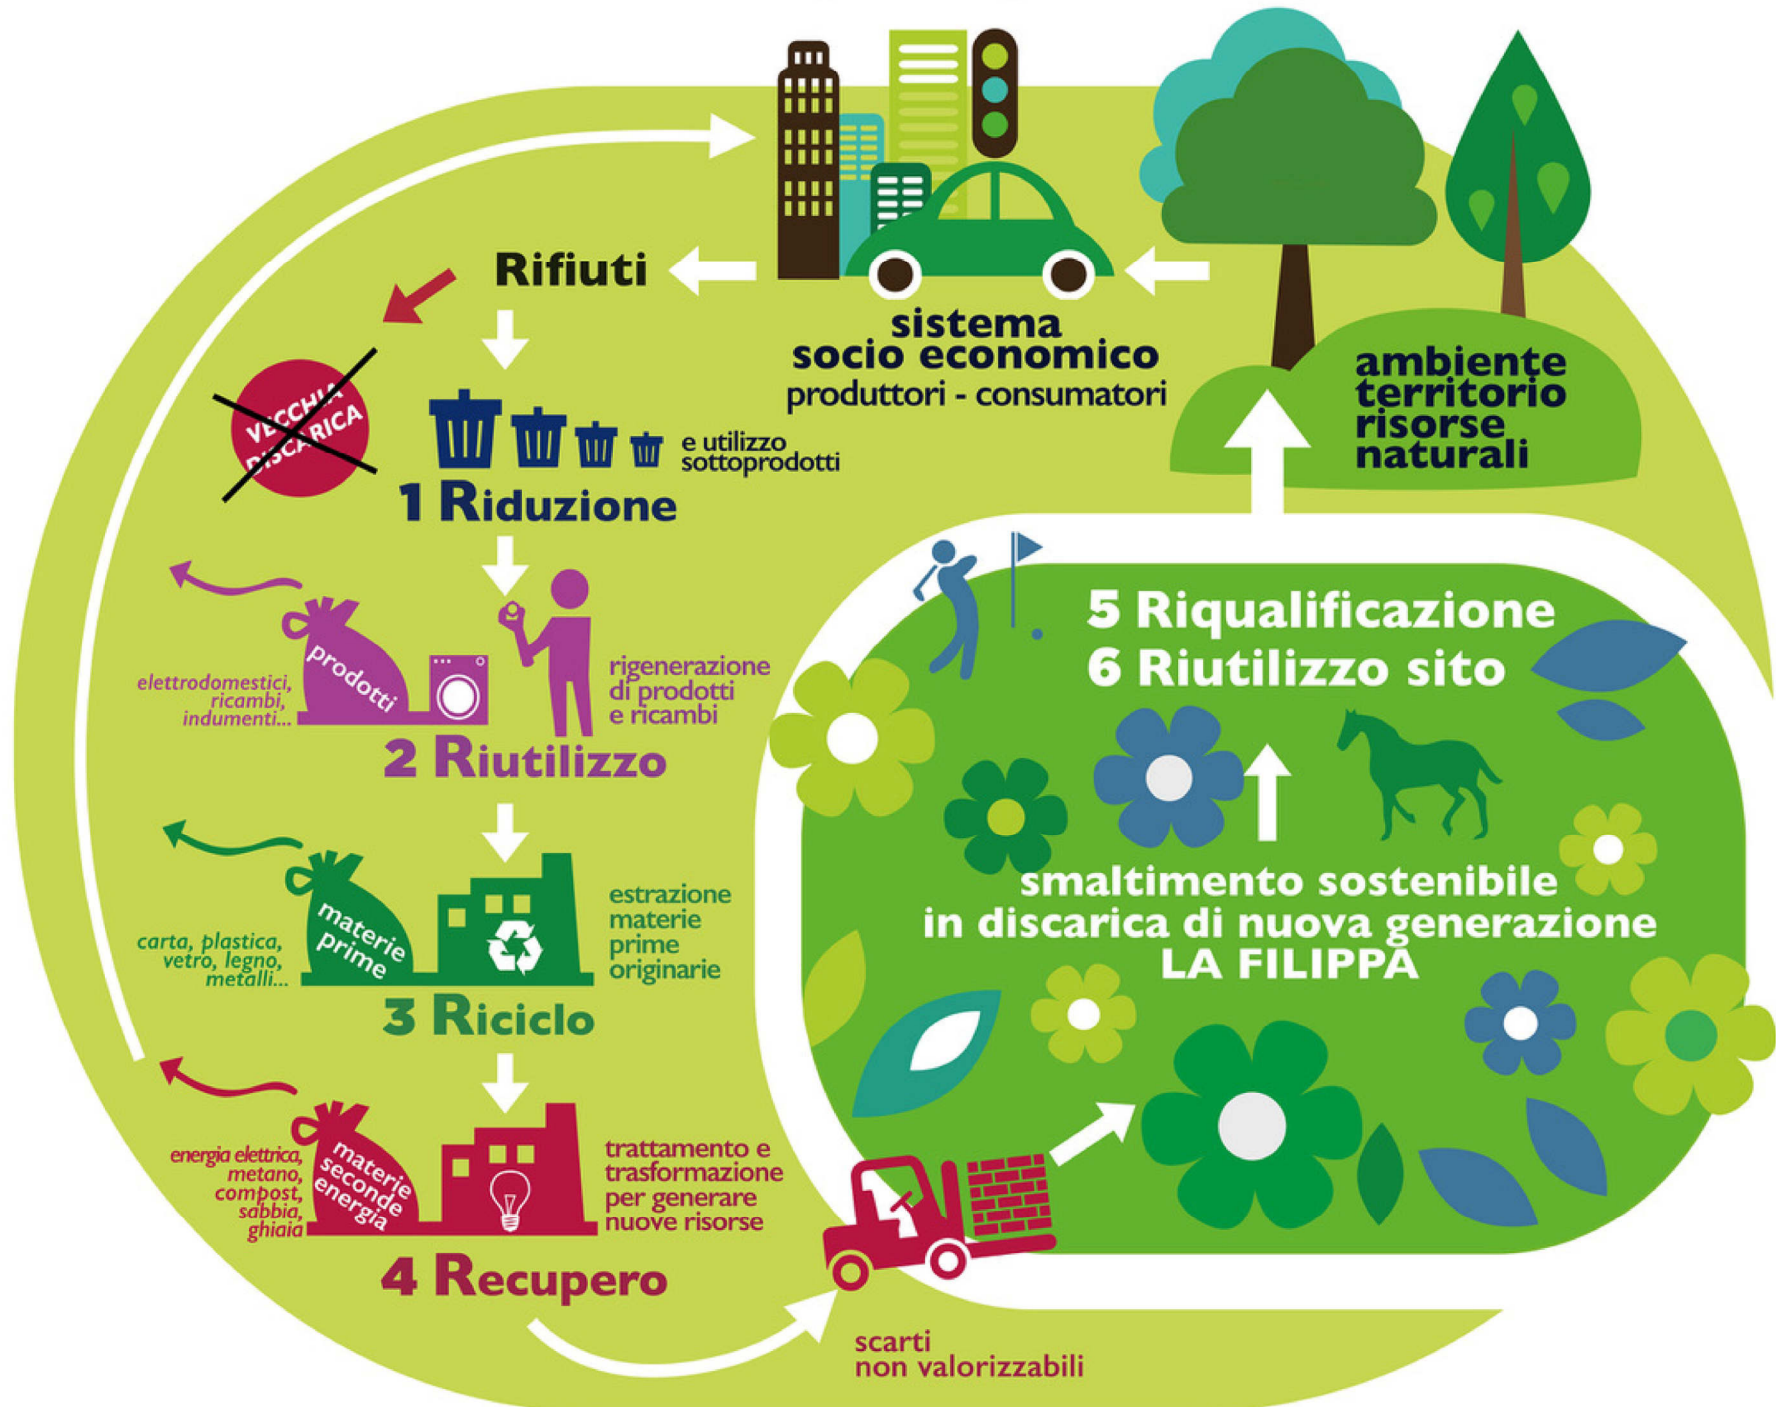 Rifiuti
sistema
socio economico
produttori - consumatori
ambiente
territorio
risorse
naturali
VECCHIA
DISCARICA
e utilizzo
sottoprodotti
1 Riduzione
prodotti
elettrodomestici,
ricambi,
indumenti...
rigenerazione
di prodotti
e ricambi
2 Riutilizzo
materie
prime
carta, plastica,
vetro, legno,
metalli...
estrazione
materie
prime
originarie
3 Riciclo
materie
seconde
energia
energia elettrica,
metano,
compost,
sabbia,
ghiaia
trattamento e
trasformazione
per generare
nuove risorse
4 Recupero
scarti
non valorizzabili
5 Riqualificazione
6 Riutilizzo sito
smaltimento sostenibile
in discarica di nuova generazione
LA FILIPPA